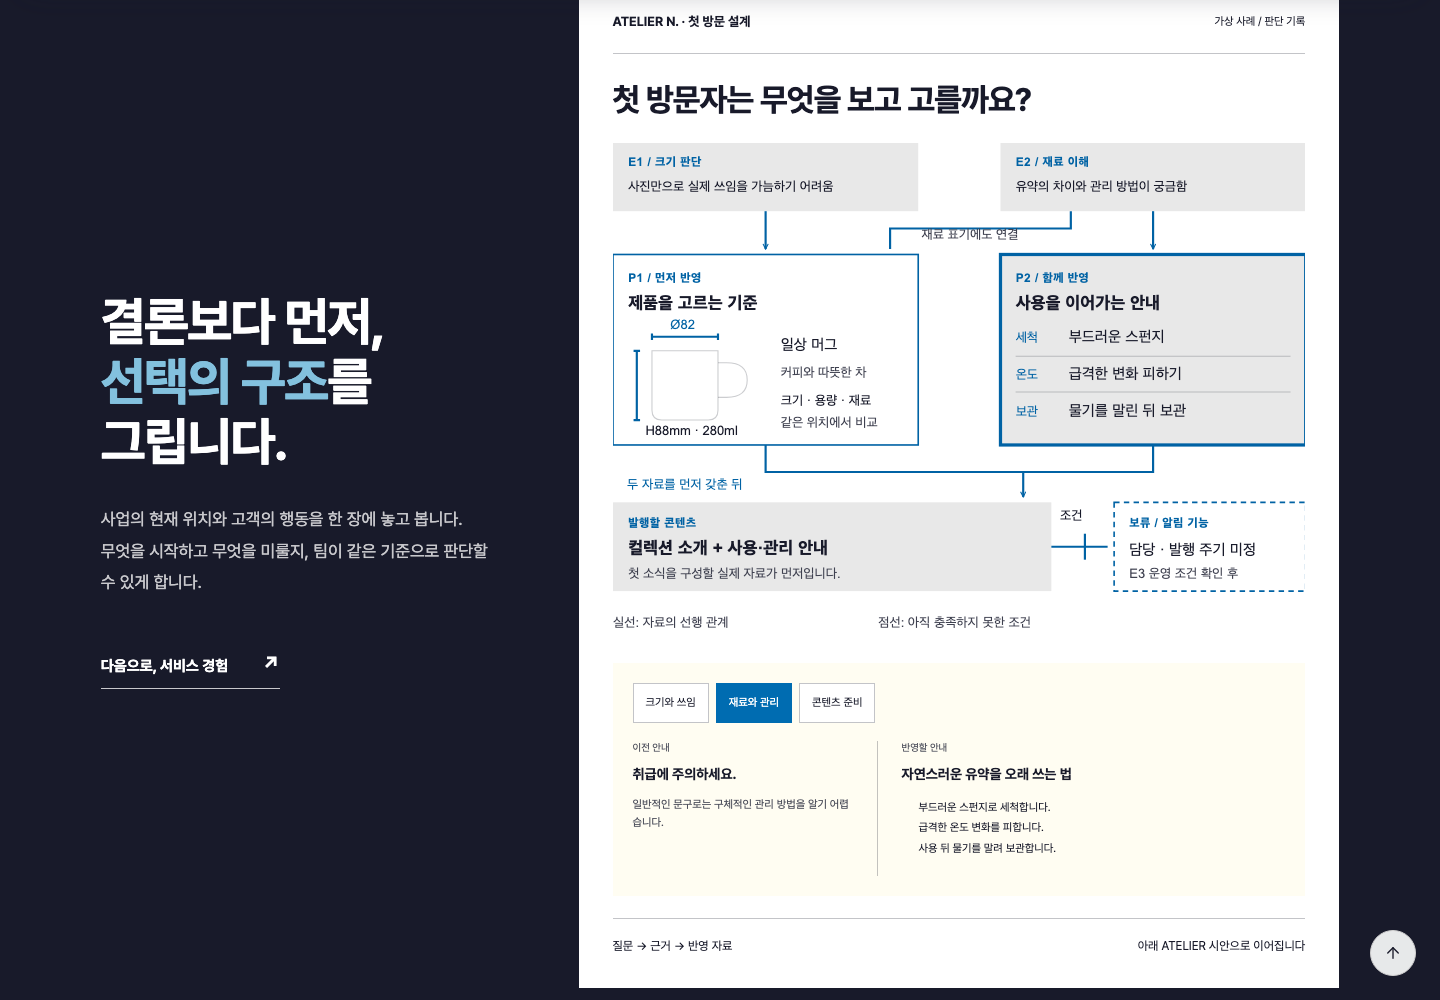 결론보다 먼저,
선택의 구조를
그립니다.
사업의 현재 위치와 고객의 행동을 한 장에 놓고 봅니다.
무엇을 시작하고 무엇을 미룰지, 팀이 같은 기준으로 판단할
수 있게 합니다.
다음으로, 서비스 경험
ATELIER N. · 첫 방문 설계
가상 사례 / 판단 기록
첫 방문자는 무엇을 보고 고를까요?
E1 / 크기 판단
사진만으로 실제 쓰임을 가늠하기 어려움
E2 / 재료 이해
유약의 차이와 관리 방법이 궁금함
재료 표기에도 연결
P1 / 먼저 반영
제품을 고르는 기준
Ø82
H88mm · 280ml
일상 머그
커피와 따뜻한 차
크기 · 용량 · 재료
같은 위치에서 비교
P2 / 함께 반영
사용을 이어가는 안내
세척 부드러운 스펀지
온도 급격한 변화 피하기
보관 물기를 말린 뒤 보관
두 자료를 먼저 갖춘 뒤
발행할 콘텐츠
컬렉션 소개 + 사용·관리 안내
첫 소식을 구성할 실제 자료가 먼저입니다.
조건
보류 / 알림 기능
담당 · 발행 주기 미정
E3 운영 조건 확인 후
실선: 자료의 선행 관계
점선: 아직 충족하지 못한 조건
크기와 쓰임
재료와 관리
콘텐츠 준비
이전 안내
취급에 주의하세요.
일반적인 문구로는 구체적인 관리 방법을 알기 어렵
습니다.
반영할 안내
자연스러운 유약을 오래 쓰는 법
부드러운 스펀지로 세척합니다.
급격한 온도 변화를 피합니다.
사용 뒤 물기를 말려 보관합니다.
질문 → 근거 → 반영 자료
아래 ATELIER 시안으로 이어집니다